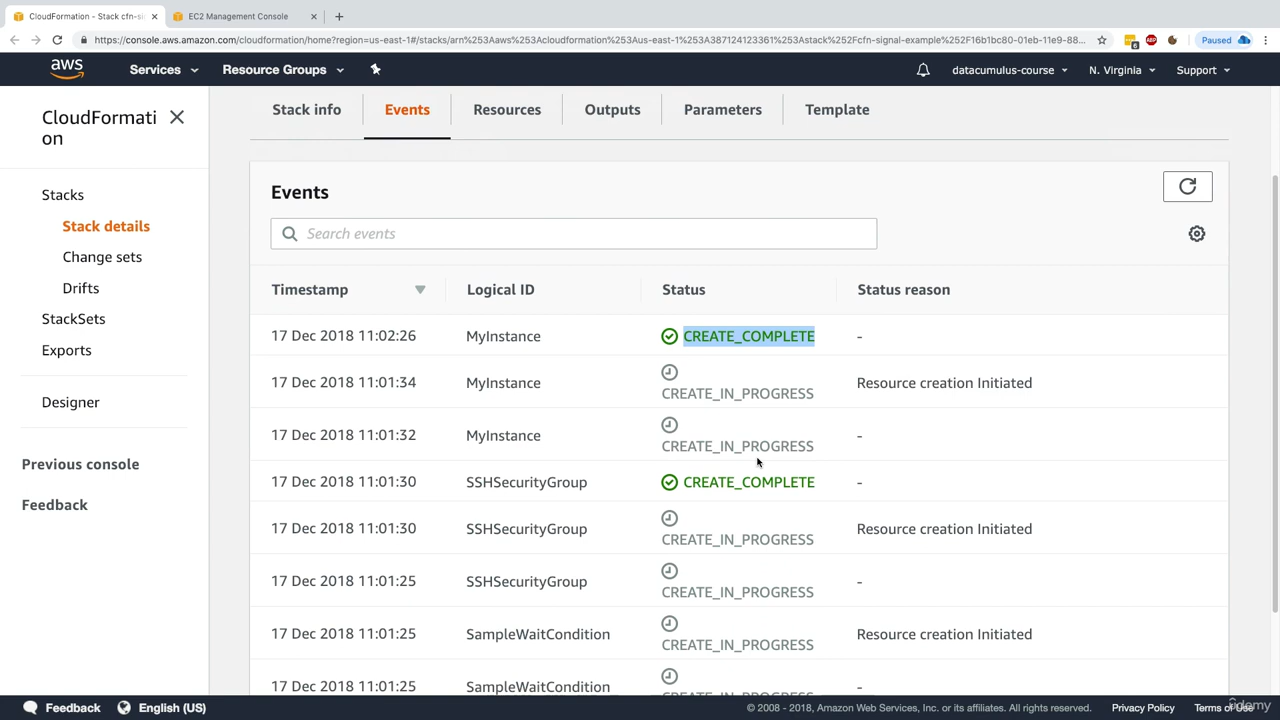 CloudFormation - Stack cfn-si
EC2 Management Console
https://console.aws.amazon.com/cloudformation/home?region=us-east-1#/stacks/arn%253Aaws%253Acloudformation%253Aus-east-1%253A387124123361%253Astack%252Fcfn-signal-example%252F16b1bc80-01eb-11e9-88...
6
ABP
Paused
aws
Services
Resource Groups
datacumulus-course
N. Virginia
Support
CloudFormati
on
Stacks
Stack details
Change sets
Drifts
StackSets
Exports
Designer
Previous console
Feedback
Stack info
Events
Resources
Outputs
Parameters
Template
Events
Search events
Timestamp
Logical ID
Status
Status reason
17 Dec 2018 11:02:26 MyInstance CREATE_COMPLETE -
17 Dec 2018 11:01:34 MyInstance CREATE_IN_PROGRESS Resource creation Initiated
17 Dec 2018 11:01:32 MyInstance CREATE_IN_PROGRESS -
17 Dec 2018 11:01:30 SSHSecurityGroup CREATE_COMPLETE -
17 Dec 2018 11:01:30 SSHSecurityGroup CREATE_IN_PROGRESS Resource creation Initiated
17 Dec 2018 11:01:25 SSHSecurityGroup CREATE_IN_PROGRESS -
17 Dec 2018 11:01:25 SampleWaitCondition CREATE_IN_PROGRESS Resource creation Initiated
17 Dec 2018 11:01:25 SampleWaitCondition CREATE_IN_PROGRESS -
Feedback
English (US)
© 2008 - 2018, Amazon Web Services, Inc. or its affiliates. All rights reserved.
Privacy Policy
Terms of Use
udemy